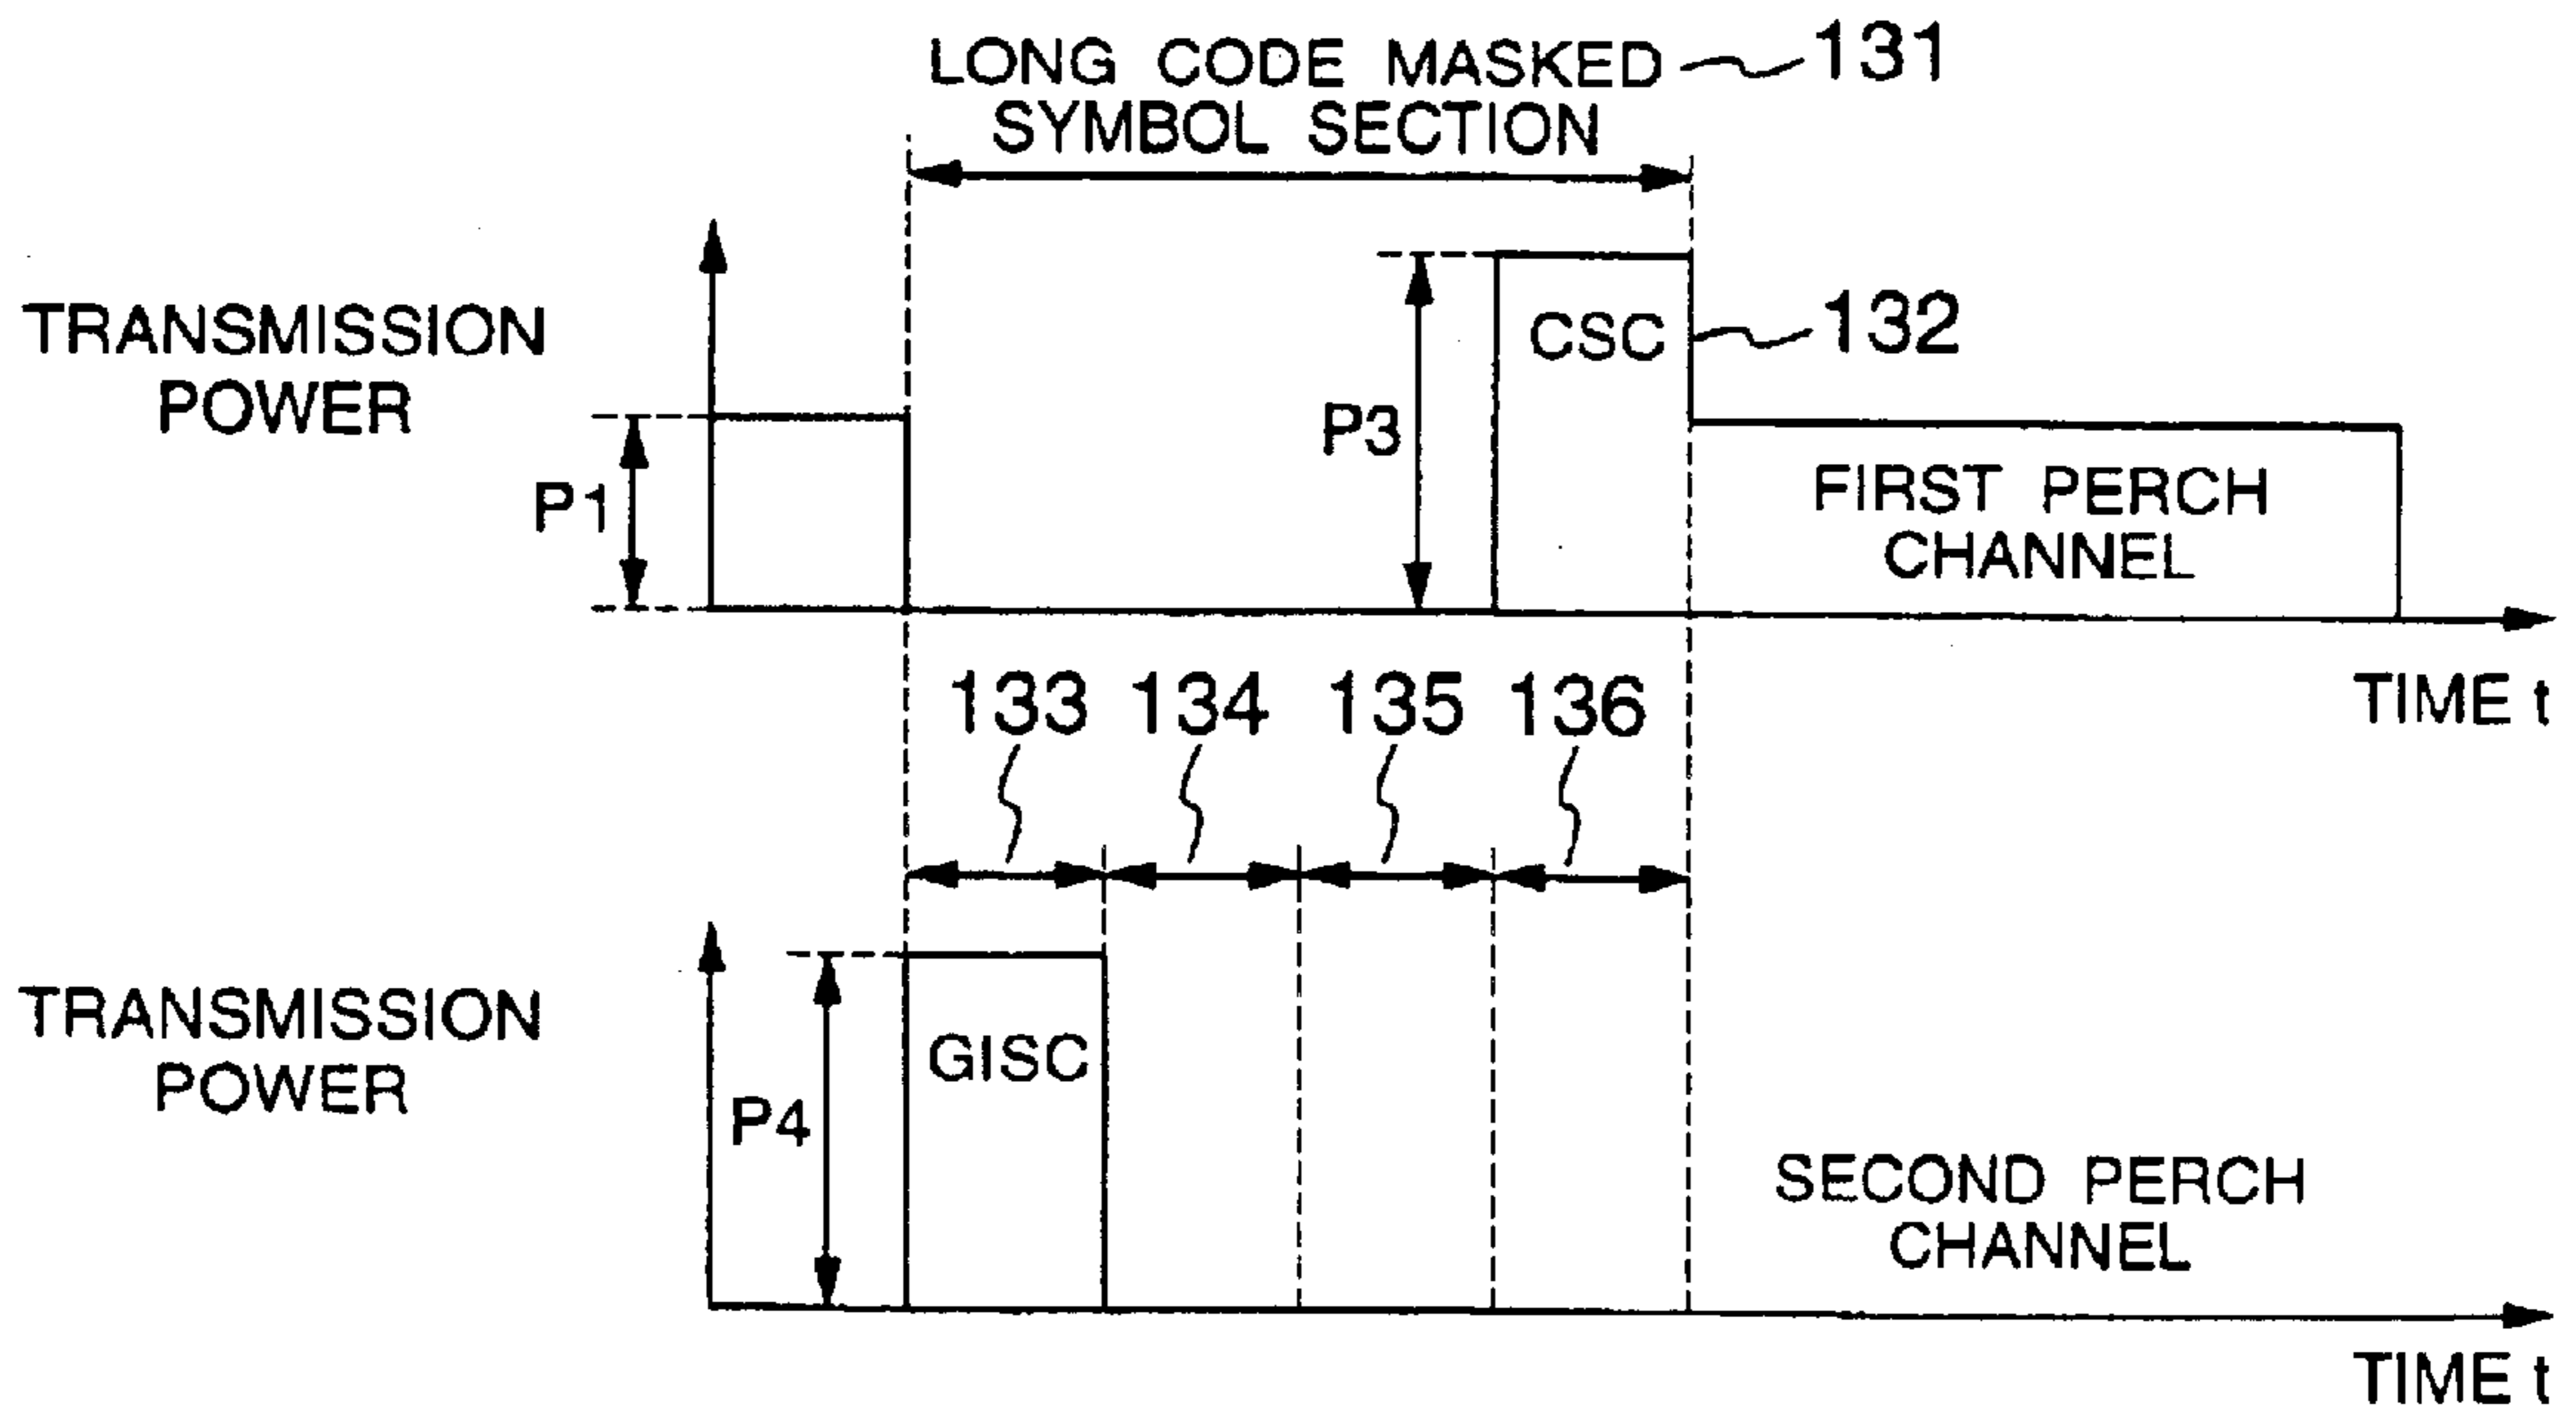 LONG CODE MASKED 131
SYMBOL SECTION
TRANSMISSION
POWER
CSC
132
P3
P1
FIRST PERCH
CHANNEL
TIME t
133 134 135 136
TRANSMISSION
POWER
GISC
P4
SECOND PERCH
CHANNEL
TIME t